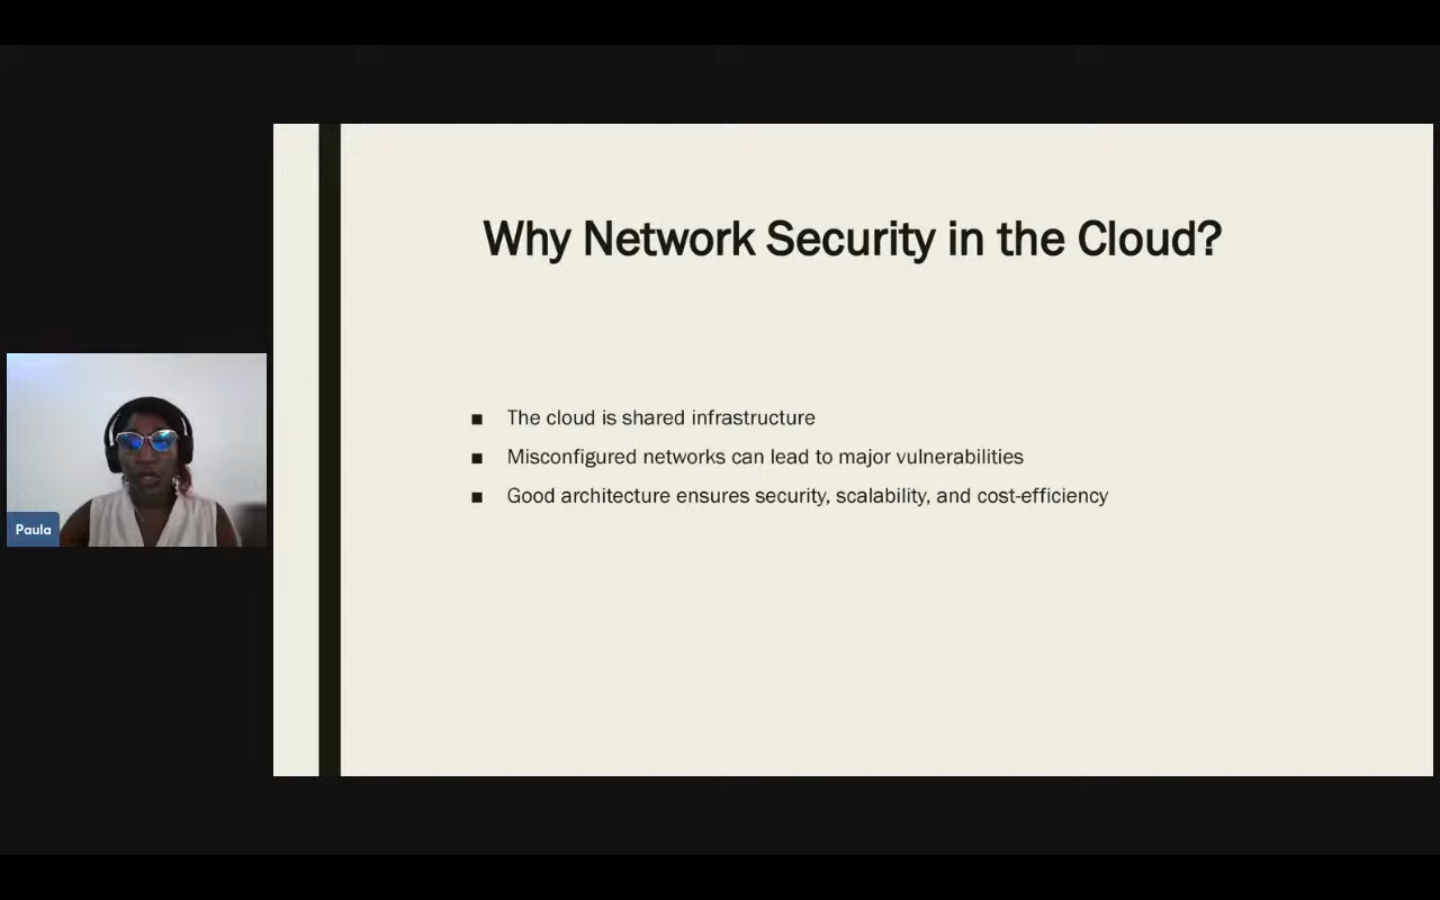 Why Network Security in the Cloud?
■ The cloud is shared infrastructure
■ Misconfigured networks can lead to major vulnerabilities
■ Good architecture ensures security, scalability, and cost-efficiency
Paula